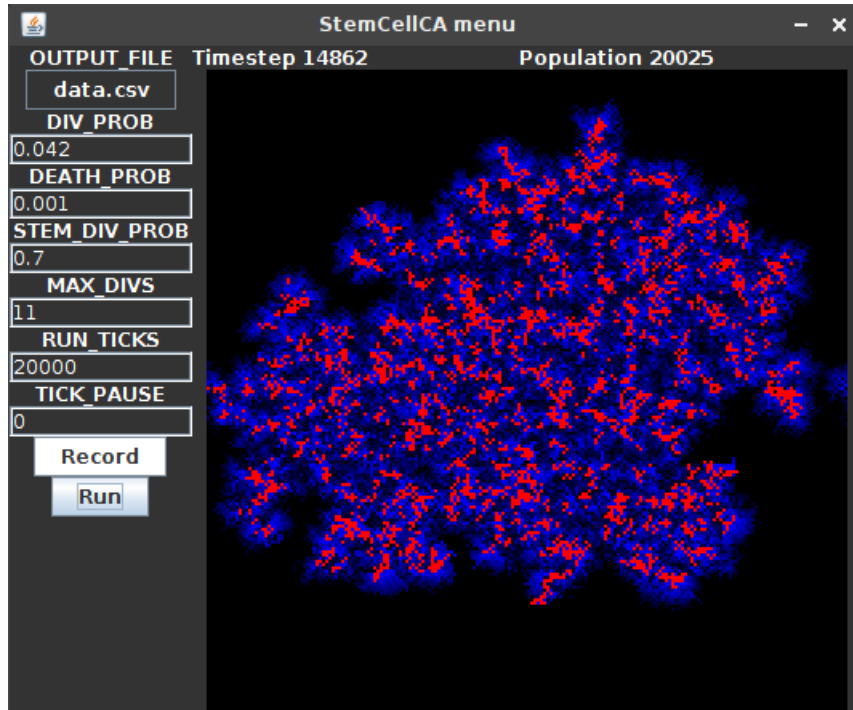 StemCellCA menu
OUTPUT_FILE Timestep 14862 Population 20025
data.csv
DIV_PROB
0.042
DEATH_PROB
0.001
STEM_DIV_PROB
0.7
MAX_DIVS
11
RUN_TICKS
20000
TICK_PAUSE
0
Record
Run